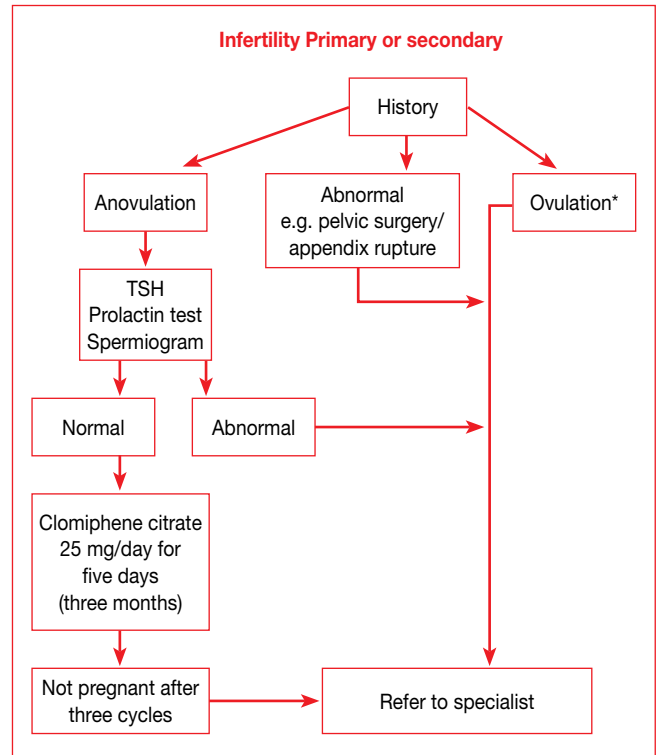 Infertility Primary or secondary
History
Anovulation
Abnormal
e.g. pelvic surgery/
appendix rupture
Ovulation*
TSH
Prolactin test
Spermiogram
Normal
Abnormal
Clomiphene citrate
25 mg/day for
five days
(three months)
Not pregnant after
three cycles
Refer to specialist